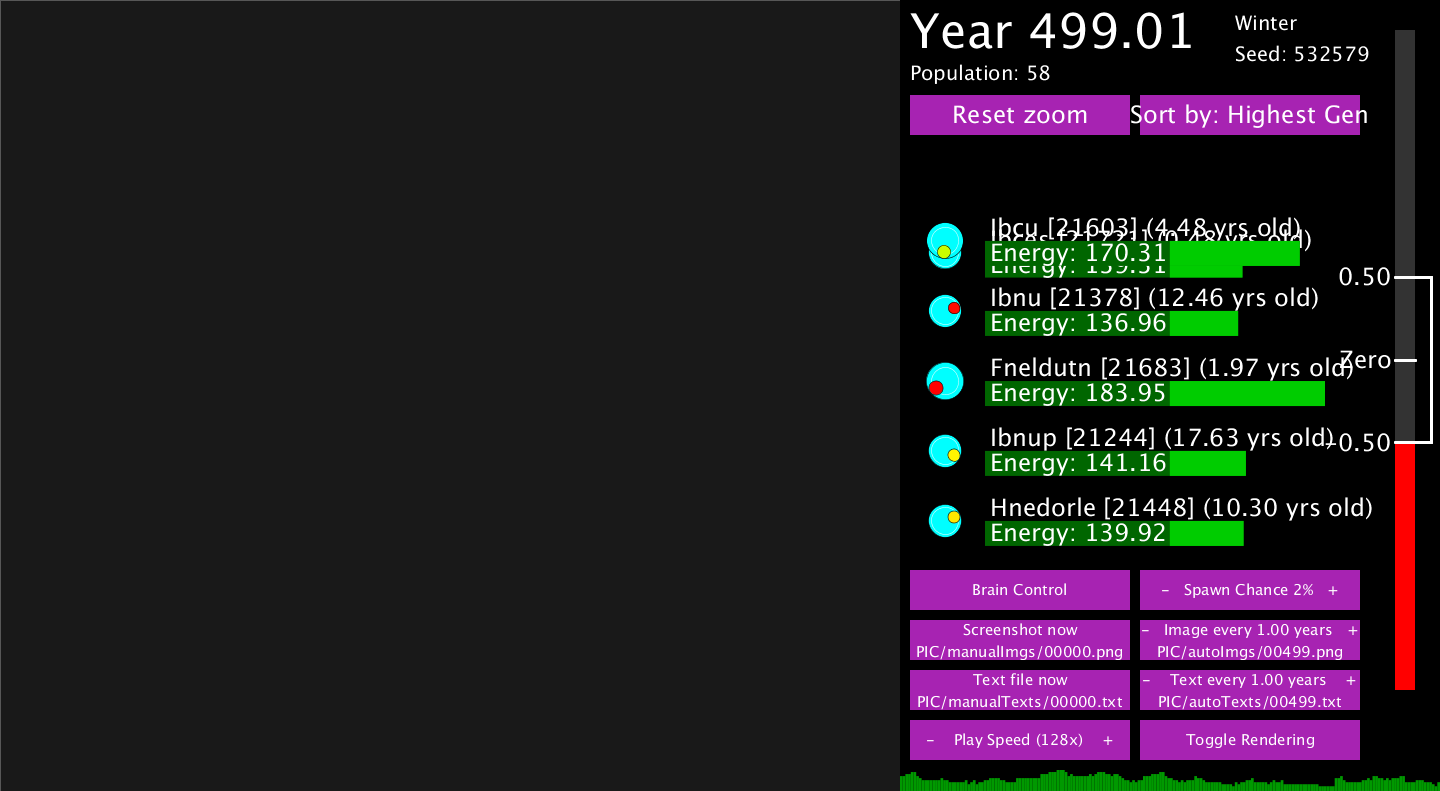 Year 499.01
Winter
Seed: 532579
Population: 58
Reset zoom
Sort by: Highest Gen
Ibcu [21603] (4.48 yrs old)
Energy: 170.31
Ibnu [21378] (12.46 yrs old)
Energy: 136.96
Fneldutn [21683] (1.97 yrs old)
Energy: 183.95
Ibnup [21244] (17.63 yrs old)
Energy: 141.16
Hnedorle [21448] (10.30 yrs old)
Energy: 139.92
0.50
Zero
-0.50
Brain Control
- Spawn Chance 2% +
Screenshot now
PIC/manualImgs/00000.png
- Image every 1.00 years +
PIC/autoImgs/00499.png
Text file now
PIC/manualTexts/00000.txt
- Text every 1.00 years +
PIC/autoTexts/00499.txt
- Play Speed (128x) +
Toggle Rendering